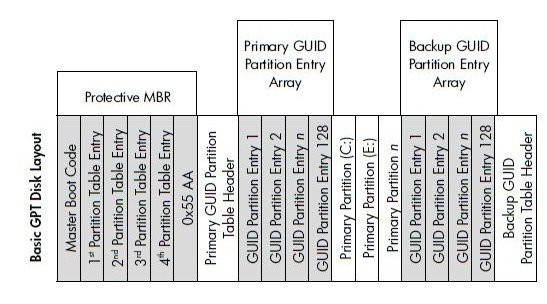 Primary GUID
Partition Entry
Array
Backup GUID
Partition Entry
Array
Protective MBR
Basic GPT Disk Layout
Master Boot Code
1st Partition Table Entry
2nd Partition Table Entry
3rd Partition Table Entry
4th Partition Table Entry
0x55 AA
Primary GUID Partition
Table Header
GUID Partition Entry 1
GUID Partition Entry 2
GUID Partition Entry n
GUID Partition Entry 128
Primary Partition (C:)
Primary Partition (E:)
Primary Partition n
GUID Partition Entry 1
GUID Partition Entry 2
GUID Partition Entry n
GUID Partition Entry 128
Backup GUID
Partition Table Header